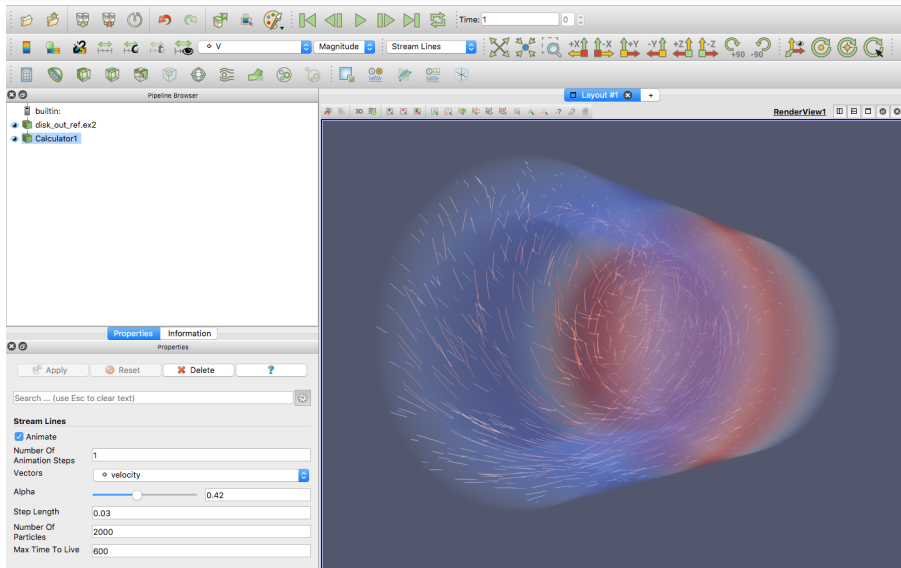 Time: 1
0
V
Magnitude
Stream Lines
+X
-X
+Y
-Y
+Z
-Z
+90
-90
Pipeline Browser
Layout #1
+
builtin:
disk_out_ref.ex2
Calculator1
3D
RenderView1
Properties
Information
Properties
Apply
Reset
Delete
?
Search ... (use Esc to clear text)
Stream Lines
Animate
Number Of
Animation Steps
1
Vectors
velocity
Alpha
0.42
Step Length
0.03
Number Of
Particles
2000
Max Time To Live
600